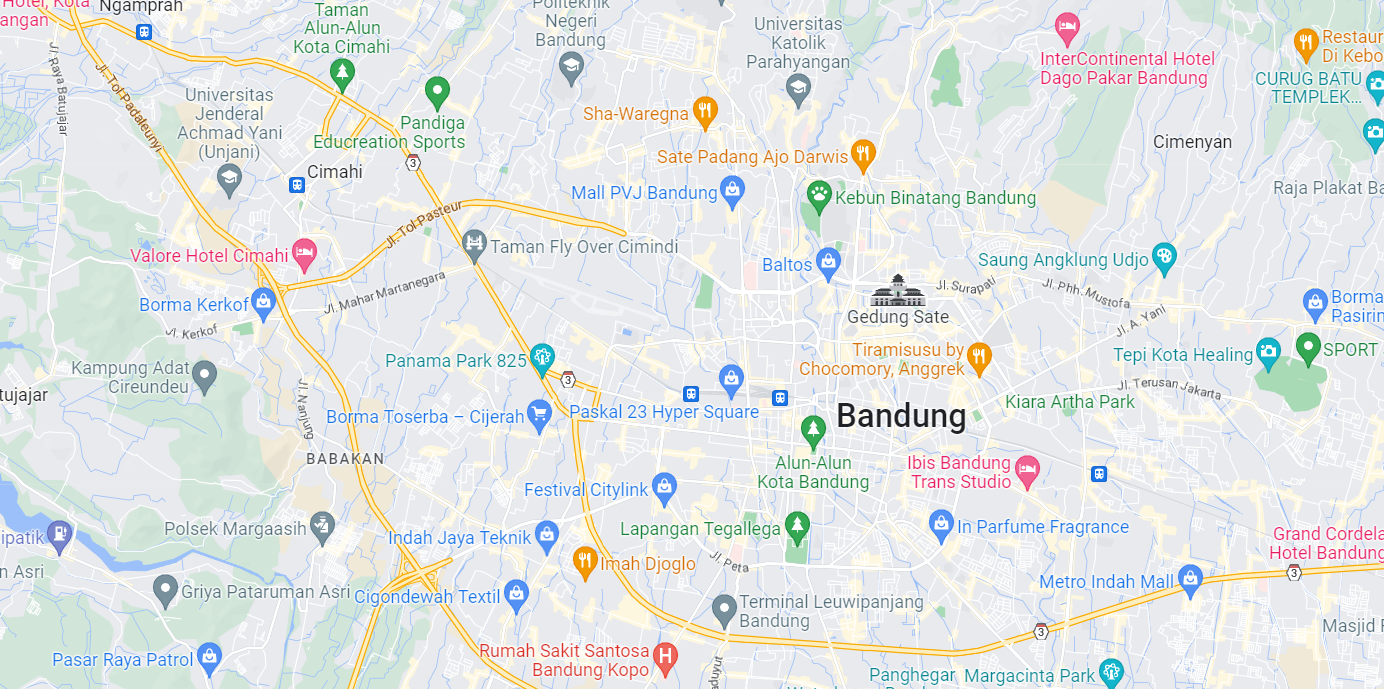 Hotel, Kota
angan
Ngamprah
Taman
Alun-Alun
Kota Cimahi
Politeknik
Negeri
Bandung
Universitas
Katolik
Parahyangan
InterContinental Hotel
Dago Pakar Bandung
Restaur
Di Kebo
CURUG BATU
TEMPLEK...
Jl. Raya Batujajar
Jl. Tol Padaleunyi
Universitas
Jenderal
Achmad Yani
(Unjani)
Pandiga
Educreation Sports
Sha-Waregna
Sate Padang Ajo Darwis
Cimenyan
3
Cimahi
Mall PVJ Bandung
Kebun Binatang Bandung
Raja Plakat Ba
Jl. Tol Pasteur
Taman Fly Over Cimindi
Valore Hotel Cimahi
Baltos
Saung Angklung Udjo
Borma Kerkof
Jl. Mahar Martanegara
Jl. Surapati
Jl. Phh. Mustofa
Gedung Sate
Borma
Pasirin
Jl. Kerkof
Jl. A. Yani
Panama Park 825
Tiramisusu by
Chocomory, Anggrek
Tepi Kota Healing
SPORT
Kampung Adat
Cireundeu
3
tujajar
Jl. Nanjung
Borma Toserba – Cijerah
Paskal 23 Hyper Square
Bandung
Kiara Artha Park
Jl. Terusan Jakarta
BABAKAN
Alun-Alun
Kota Bandung
Ibis Bandung
Trans Studio
Festival Citylink
Polsek Margaasih
Indah Jaya Teknik
Lapangan Tegallega
In Parfume Fragrance
ipatik
n Asri
Jl. Peta
Imah Djoglo
Grand Cordela
Hotel Bandung
3
Griya Pataruman Asri
Cigondewah Textil
Metro Indah Mall
Terminal Leuwipanjang
Bandung
3
Masjid R
Pasar Raya Patrol
Rumah Sakit Santosa
Bandung Kopo
Panghegar
Margacinta Park